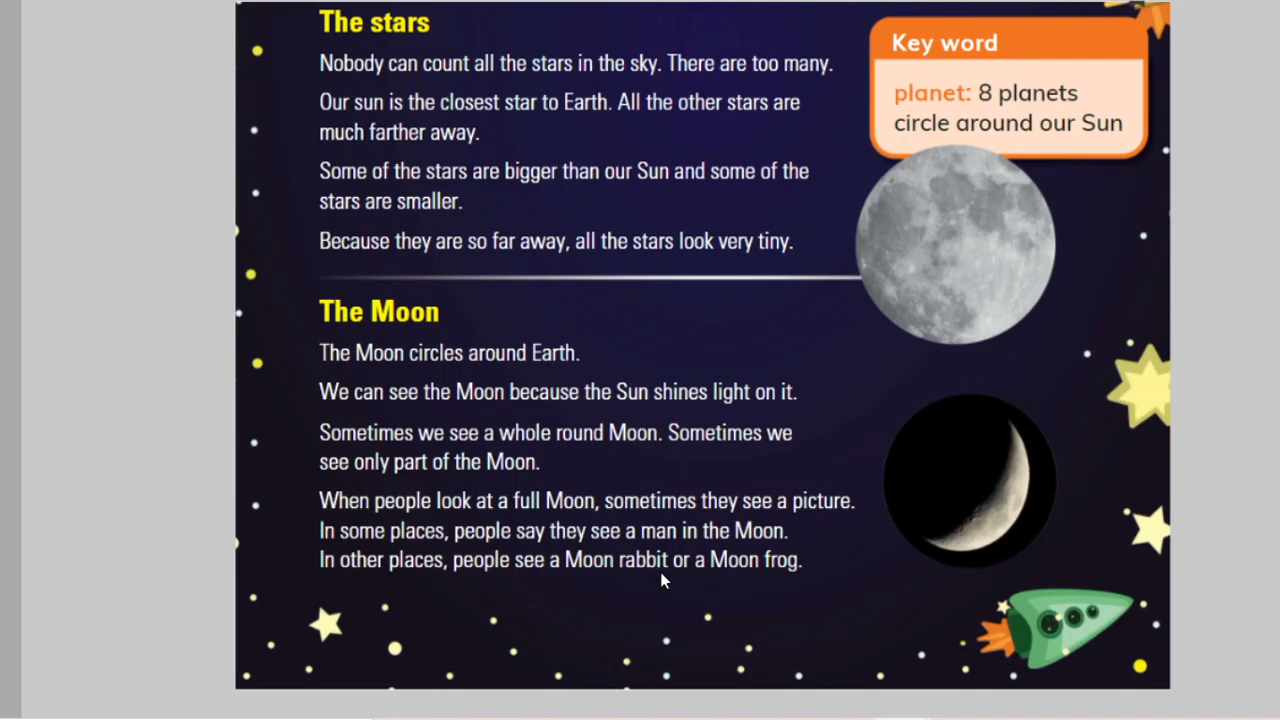 The stars
Nobody can count all the stars in the sky. There are too many.
Our sun is the closest star to Earth. All the other stars are
much farther away.
Some of the stars are bigger than our Sun and some of the
stars are smaller.
Because they are so far away, all the stars look very tiny.
Key word
planet: 8 planets
circle around our Sun
The Moon
The Moon circles around Earth.
We can see the Moon because the Sun shines light on it.
Sometimes we see a whole round Moon. Sometimes we
see only part of the Moon.
When people look at a full Moon, sometimes they see a picture.
In some places, people say they see a man in the Moon.
In other places, people see a Moon rabbit or a Moon frog.